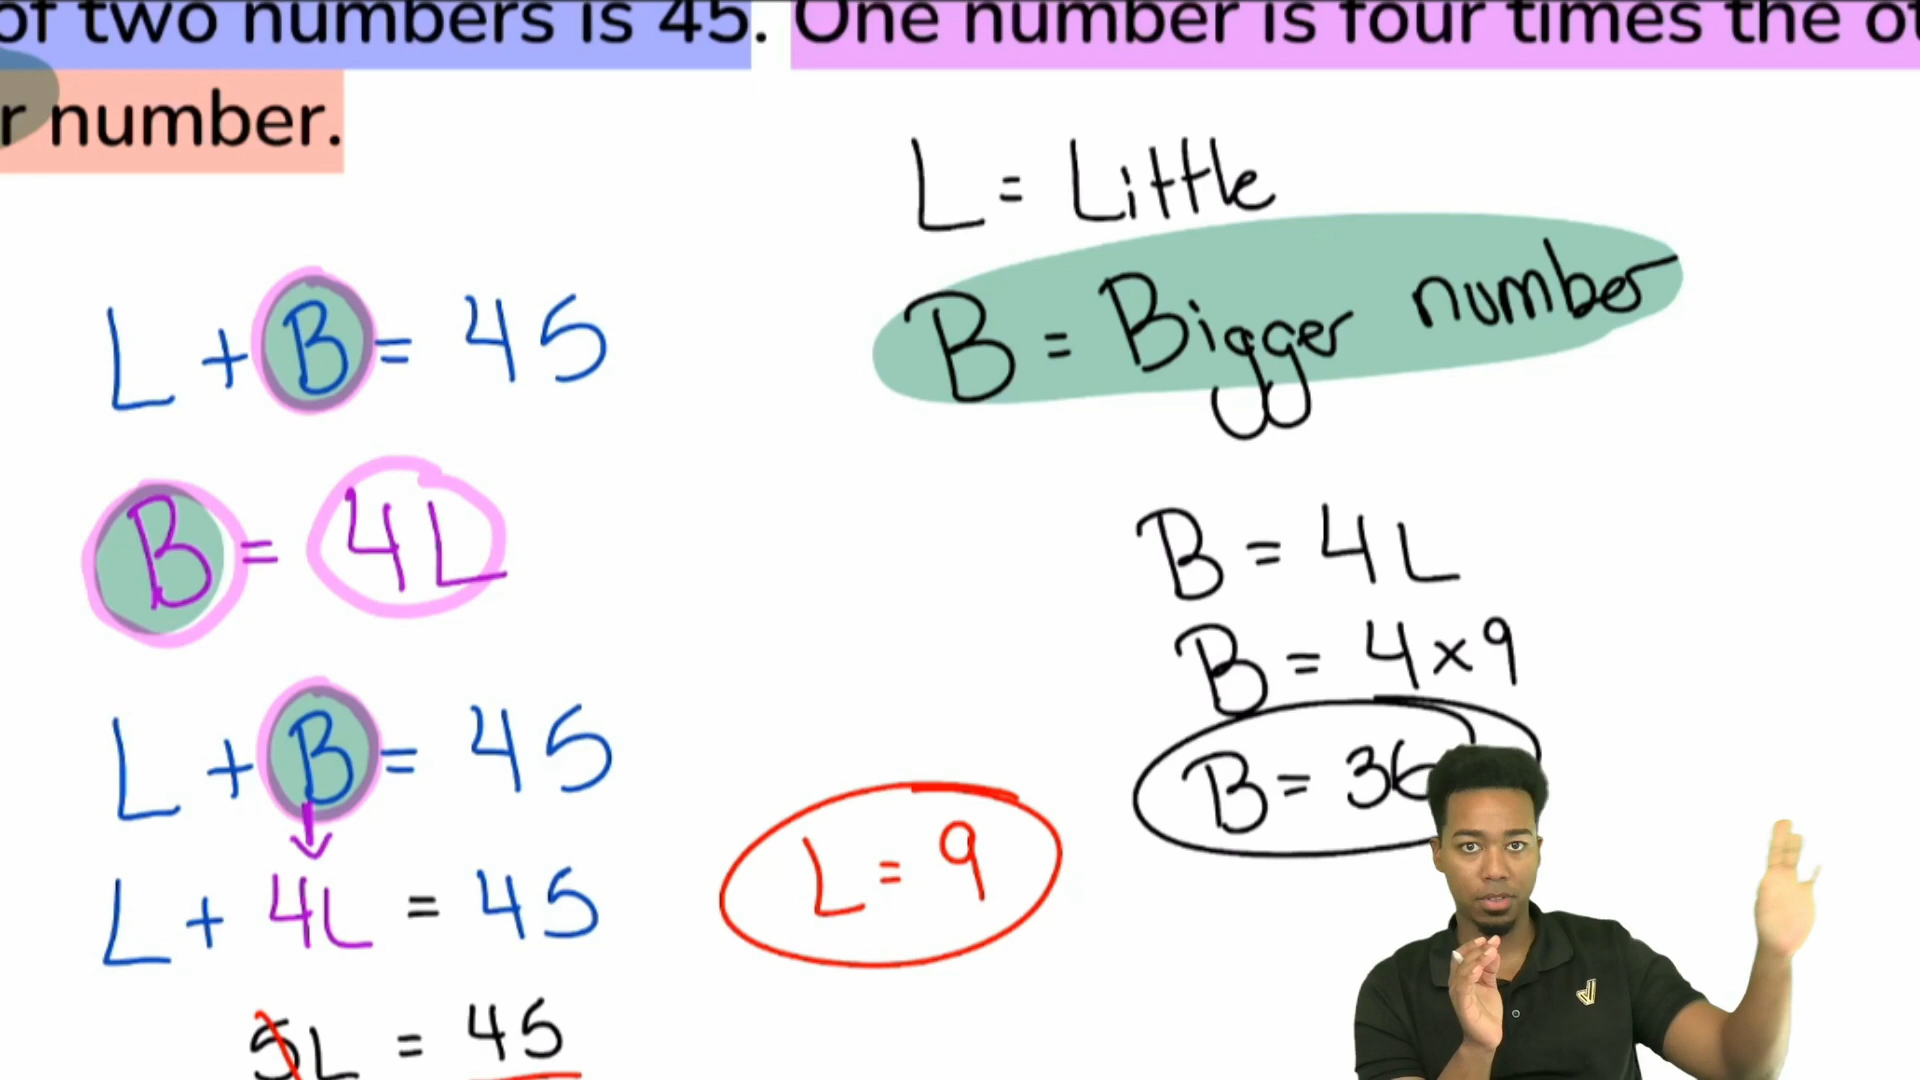 of two numbers is 45. One number is four times the ot
r number.
L = Little
B = Bigger number
L + B = 45
B = 4L
B = 4L
B = 4 x 9
B = 36
L + B = 45
L = 9
L + 4L = 45
5L = 45